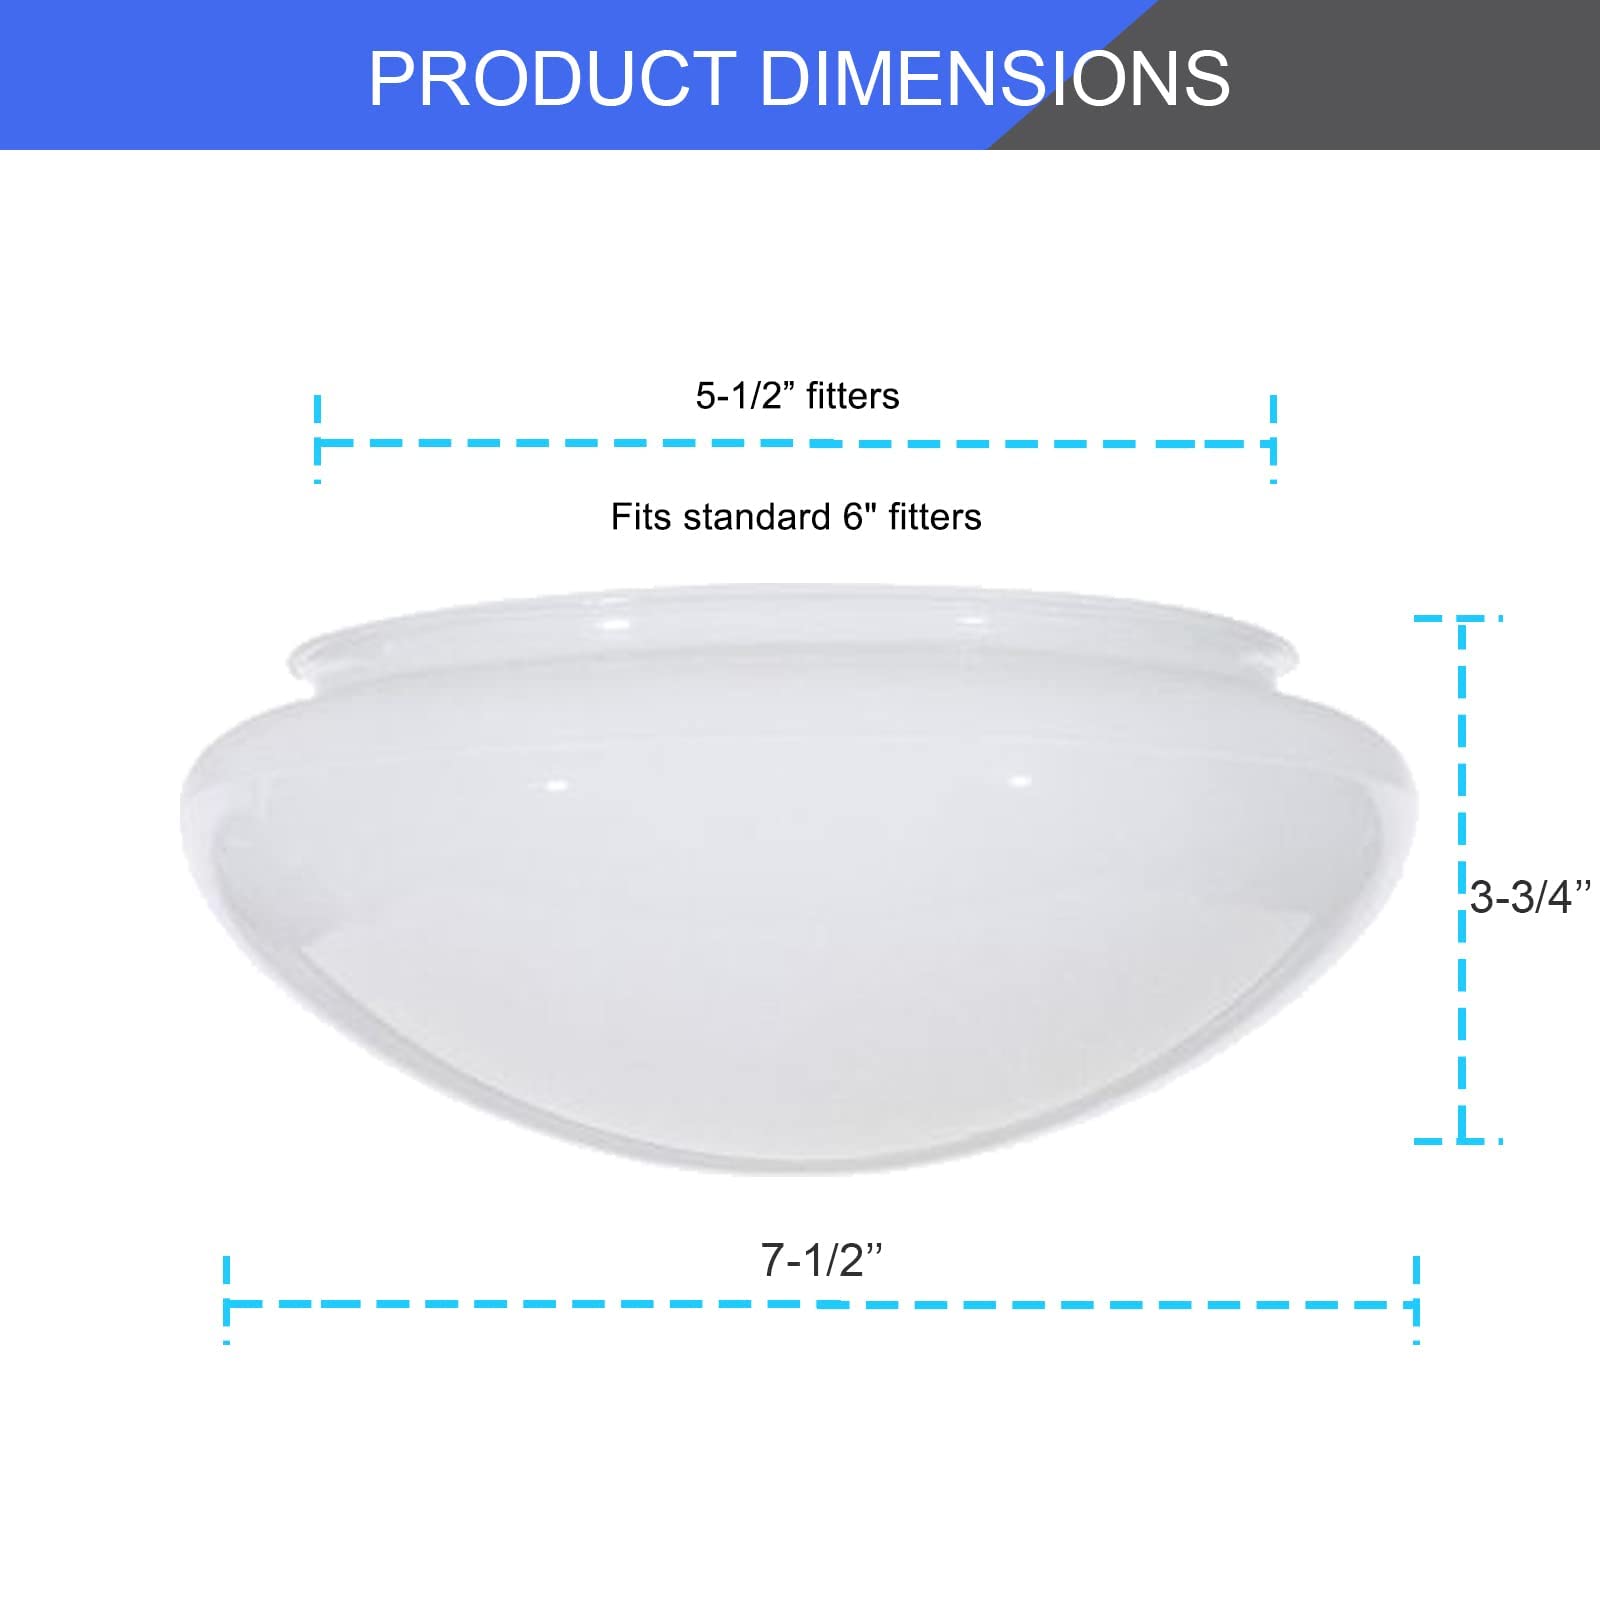 PRODUCT DIMENSIONS
5-1/2” fitters
Fits standard 6" fitters
3-3/4’’
7-1/2’’